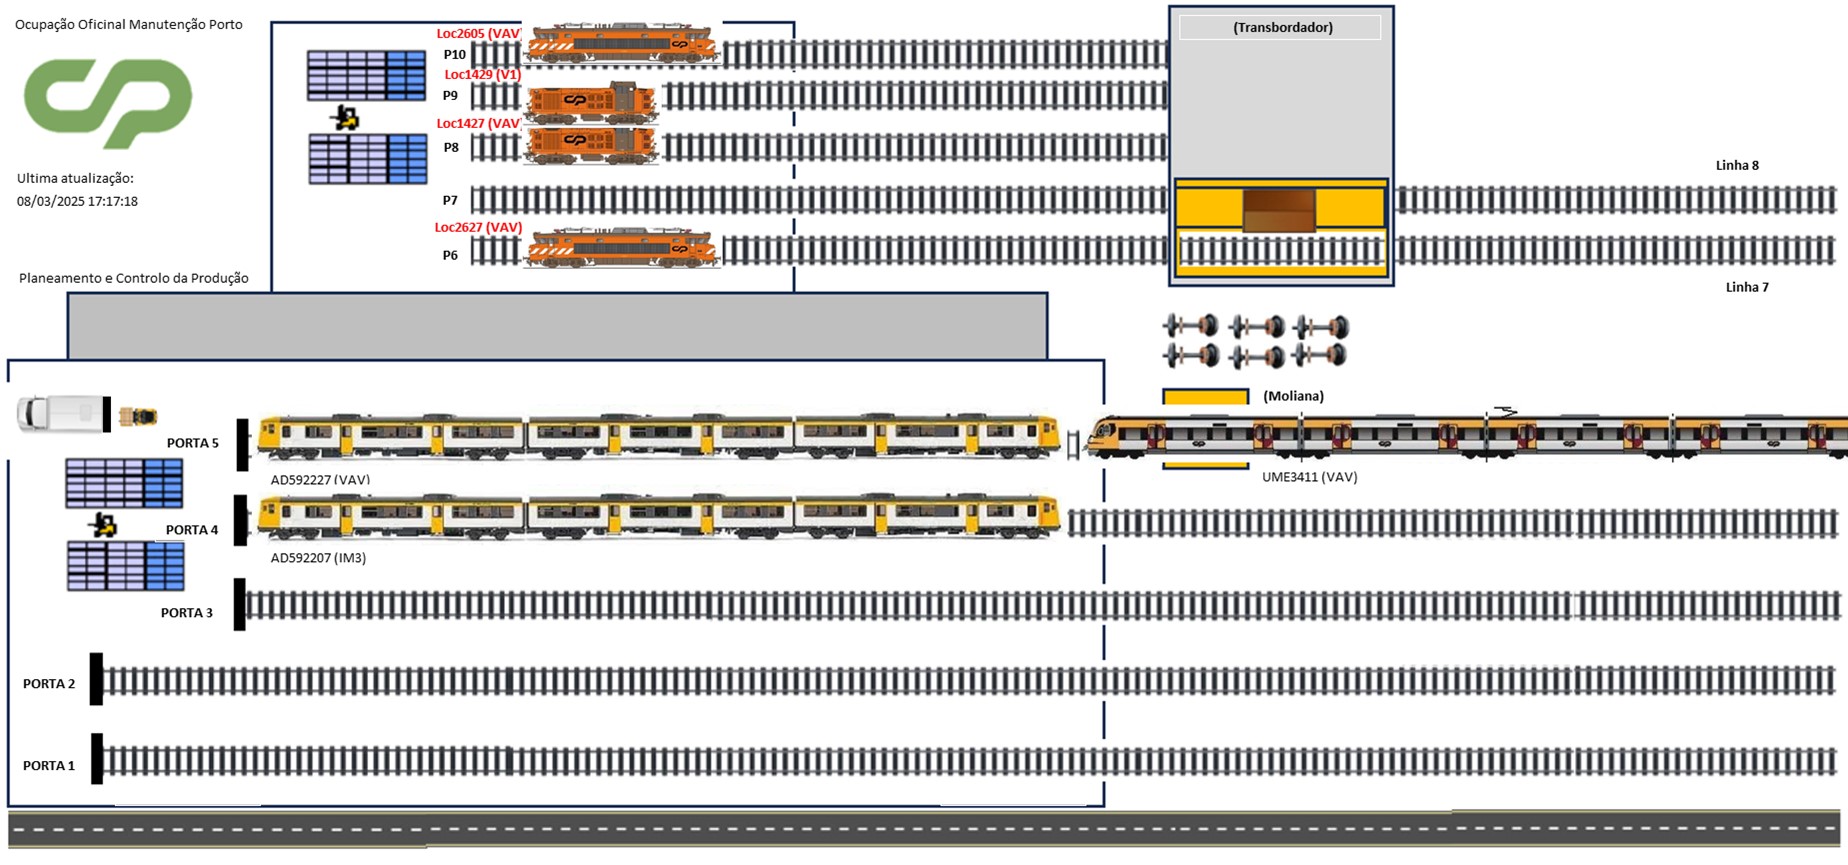 Ocupação Oficinal Manutenção Porto
Loc2605 (VAV)
P10
Loc1429 (V1)
P9
Loc1427 (VAV)
P8
P7
Loc2627 (VAV)
P6
(Transbordador)
Linha 8
Linha 7
Ultima atualização:
08/03/2025 17:17:18
Planeamento e Controlo da Produção
(Moliana)
PORTA 5
AD592227 (VAV)
UME3411 (VAV)
PORTA 4
AD592207 (IM3)
PORTA 3
PORTA 2
PORTA 1